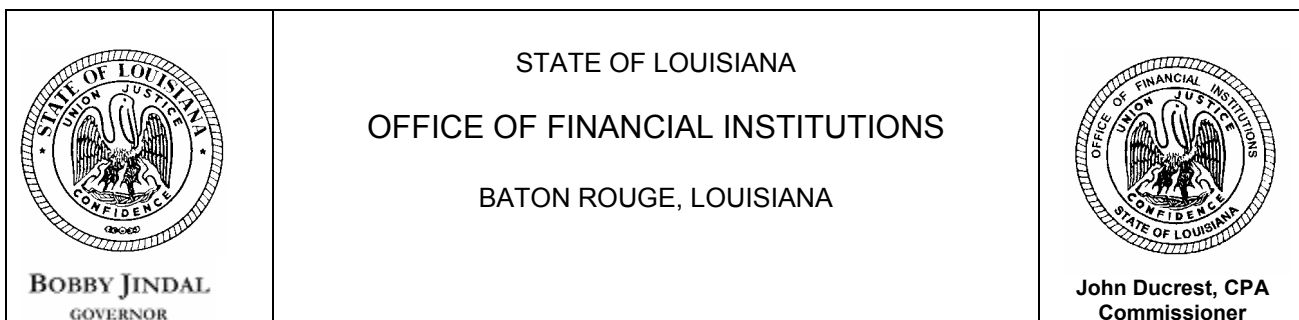 STATE OF LOUISIANA
UNION JUSTICE
CONFIDENCE
BOBBY JINDAL
GOVERNOR
STATE OF LOUISIANA
OFFICE OF FINANCIAL INSTITUTIONS
BATON ROUGE, LOUISIANA
OFFICE OF FINANCIAL INSTITUTIONS
UNION JUSTICE
CONFIDENCE
STATE OF LOUISIANA
John Ducrest, CPA
Commissioner